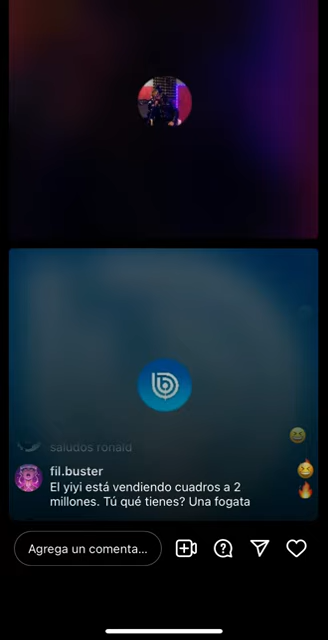 saludos ronald
fil.buster
El yiyi está vendiendo cuadros a 2
millones. Tú qué tienes? Una fogata
Agrega un comenta...